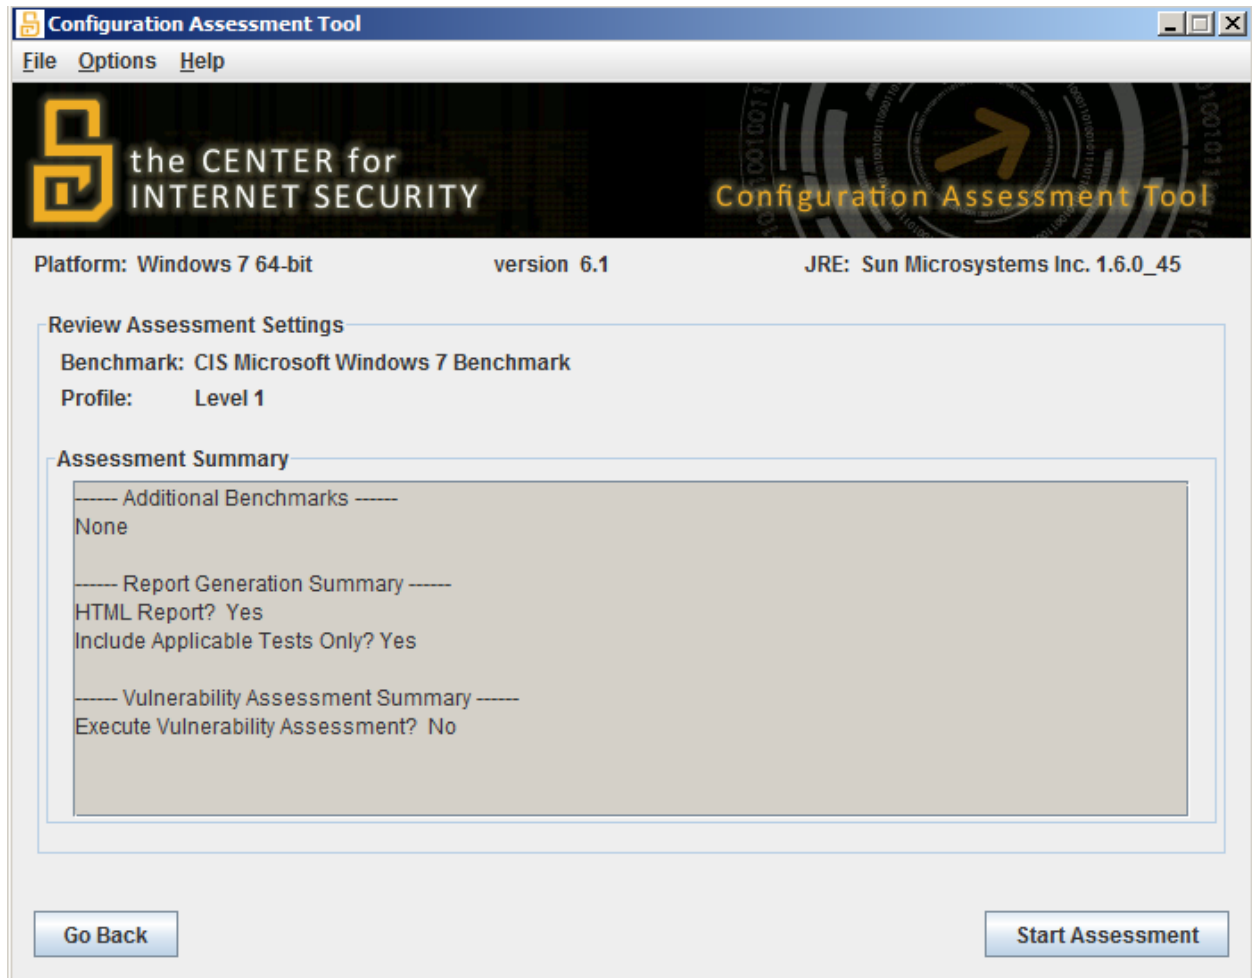 Configuration Assessment Tool
File Options Help
the CENTER for
INTERNET SECURITY
Configuration Assessment Tool
Platform: Windows 7 64-bit version 6.1 JRE: Sun Microsystems Inc. 1.6.0_45
Review Assessment Settings
Benchmark: CIS Microsoft Windows 7 Benchmark
Profile: Level 1
Assessment Summary
------ Additional Benchmarks ------
None
------ Report Generation Summary ------
HTML Report? Yes
Include Applicable Tests Only? Yes
------ Vulnerability Assessment Summary ------
Execute Vulnerability Assessment? No
Go Back Start Assessment